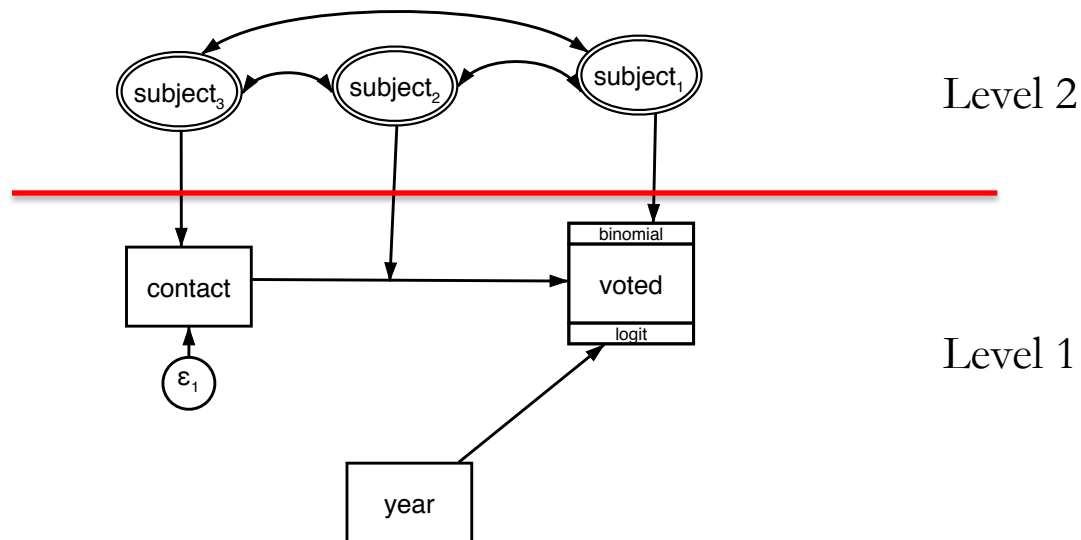 subject₃
subject₂
subject₁
Level 2
binomial
contact
voted
logit
Level 1
ε₁
year